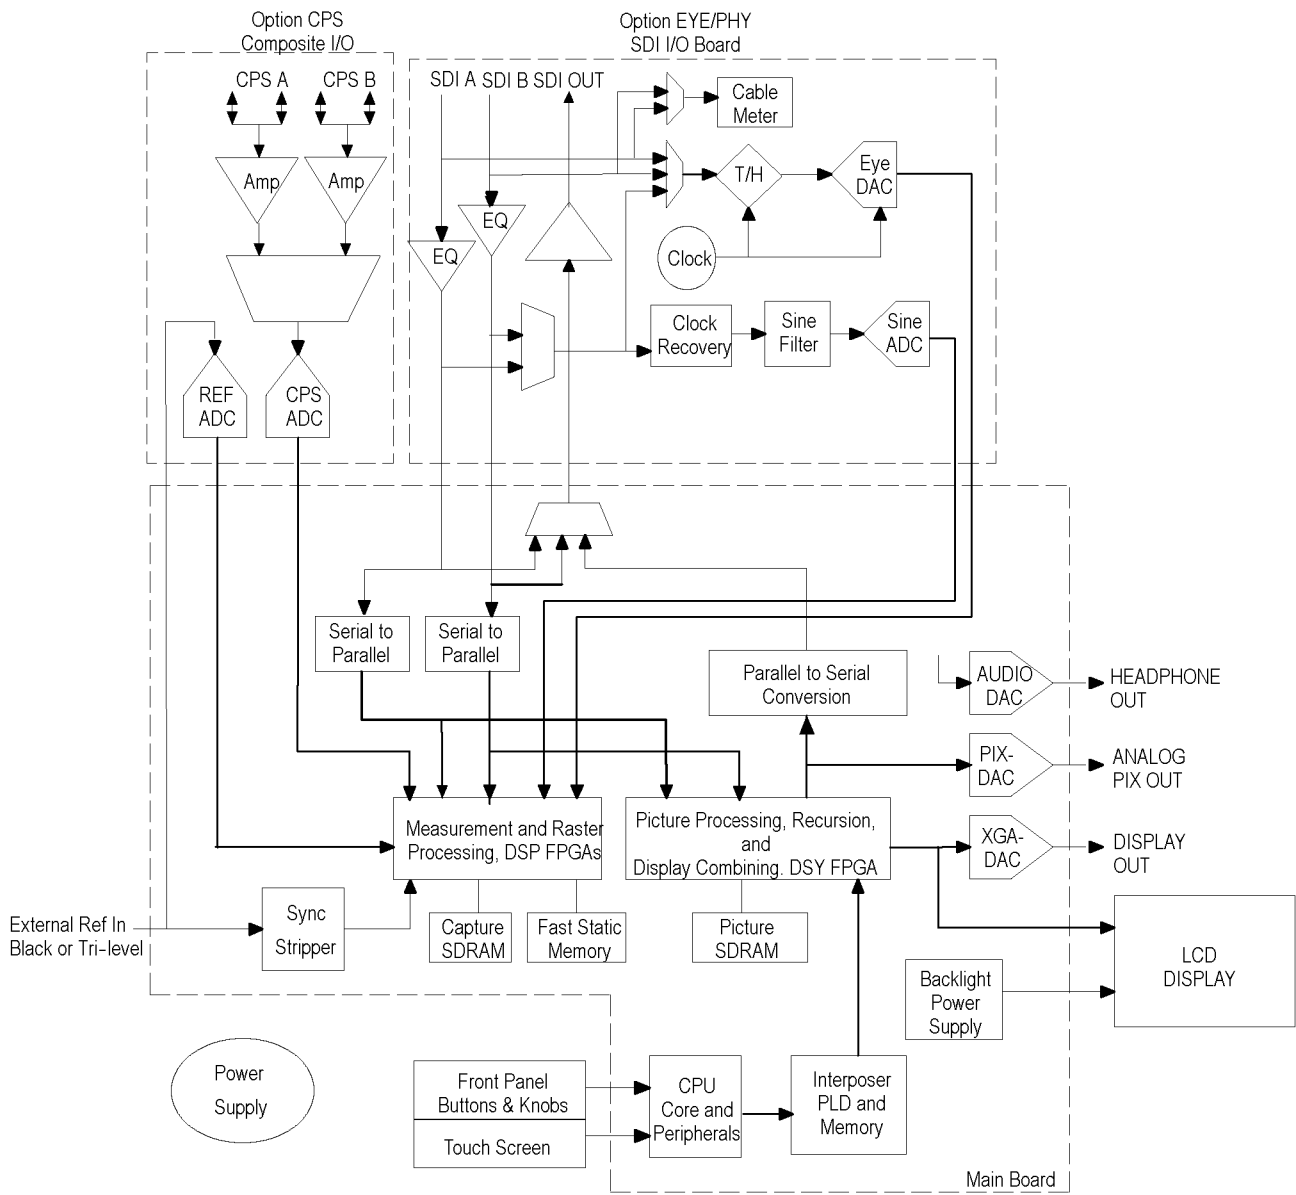 Option CPS
Composite I/O
Option EYE/PHY
SDI I/O Board
CPS A
CPS B
SDI A
SDI B
SDI OUT
Cable
Meter
Amp
Amp
T/H
Eye
DAC
EQ
EQ
Clock
Clock
Recovery
Sine
Filter
Sine
ADC
REF
ADC
CPS
ADC
Serial to
Parallel
Serial to
Parallel
Parallel to Serial
Conversion
AUDIO
DAC
HEADPHONE
OUT
PIX-
DAC
ANALOG
PIX OUT
Measurement and Raster
Processing, DSP FPGAs
Picture Processing, Recursion,
and
Display Combining. DSY FPGA
XGA-
DAC
DISPLAY
OUT
External Ref In
Black or Tri-level
Sync
Stripper
Capture
SDRAM
Fast Static
Memory
Picture
SDRAM
LCD
DISPLAY
Backlight
Power
Supply
Power
Supply
Front Panel
Buttons & Knobs
Touch Screen
CPU
Core and
Peripherals
Interposer
PLD and
Memory
Main Board